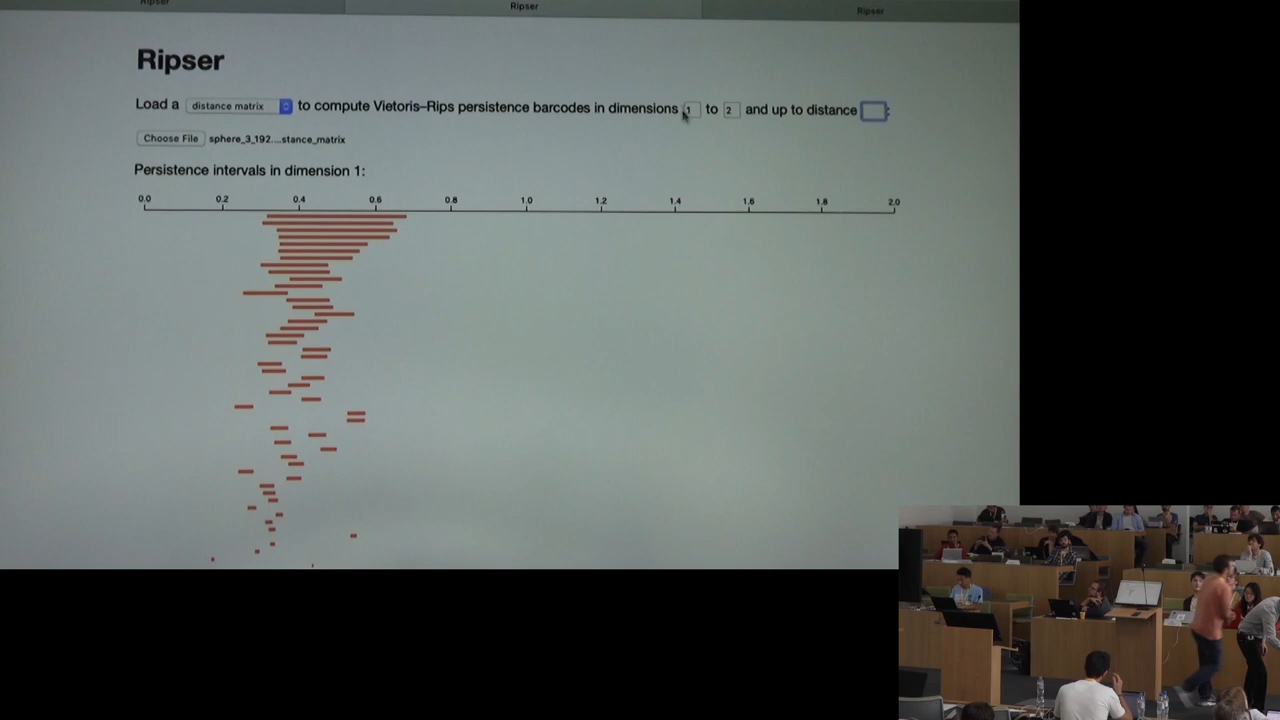 Ripser
Ripser
Ripser
Ripser
Load a distance matrix to compute Vietoris–Rips persistence barcodes in dimensions 1 to 2 and up to distance
Choose File sphere_3_192....stance_matrix
Persistence intervals in dimension 1:
0.0 0.2 0.4 0.6 0.8 1.0 1.2 1.4 1.6 1.8 2.0